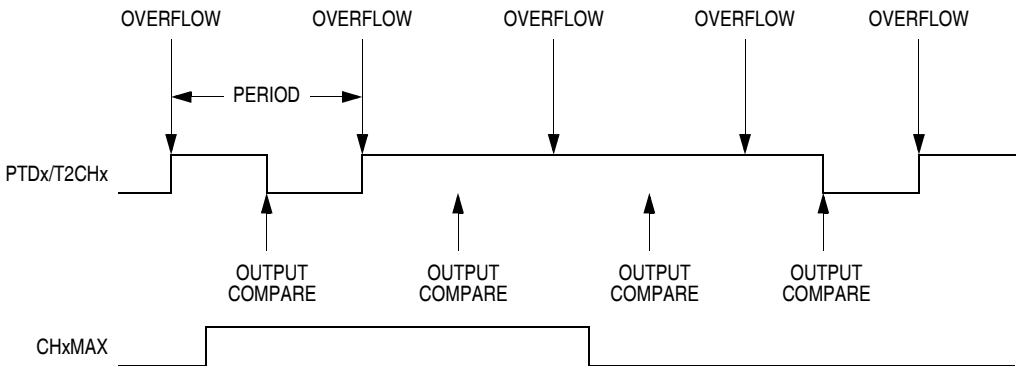 OVERFLOW OVERFLOW OVERFLOW OVERFLOW OVERFLOW
PERIOD
PTDx/T2CHx
OUTPUT COMPARE
OUTPUT COMPARE
OUTPUT COMPARE
OUTPUT COMPARE
CHxMAX